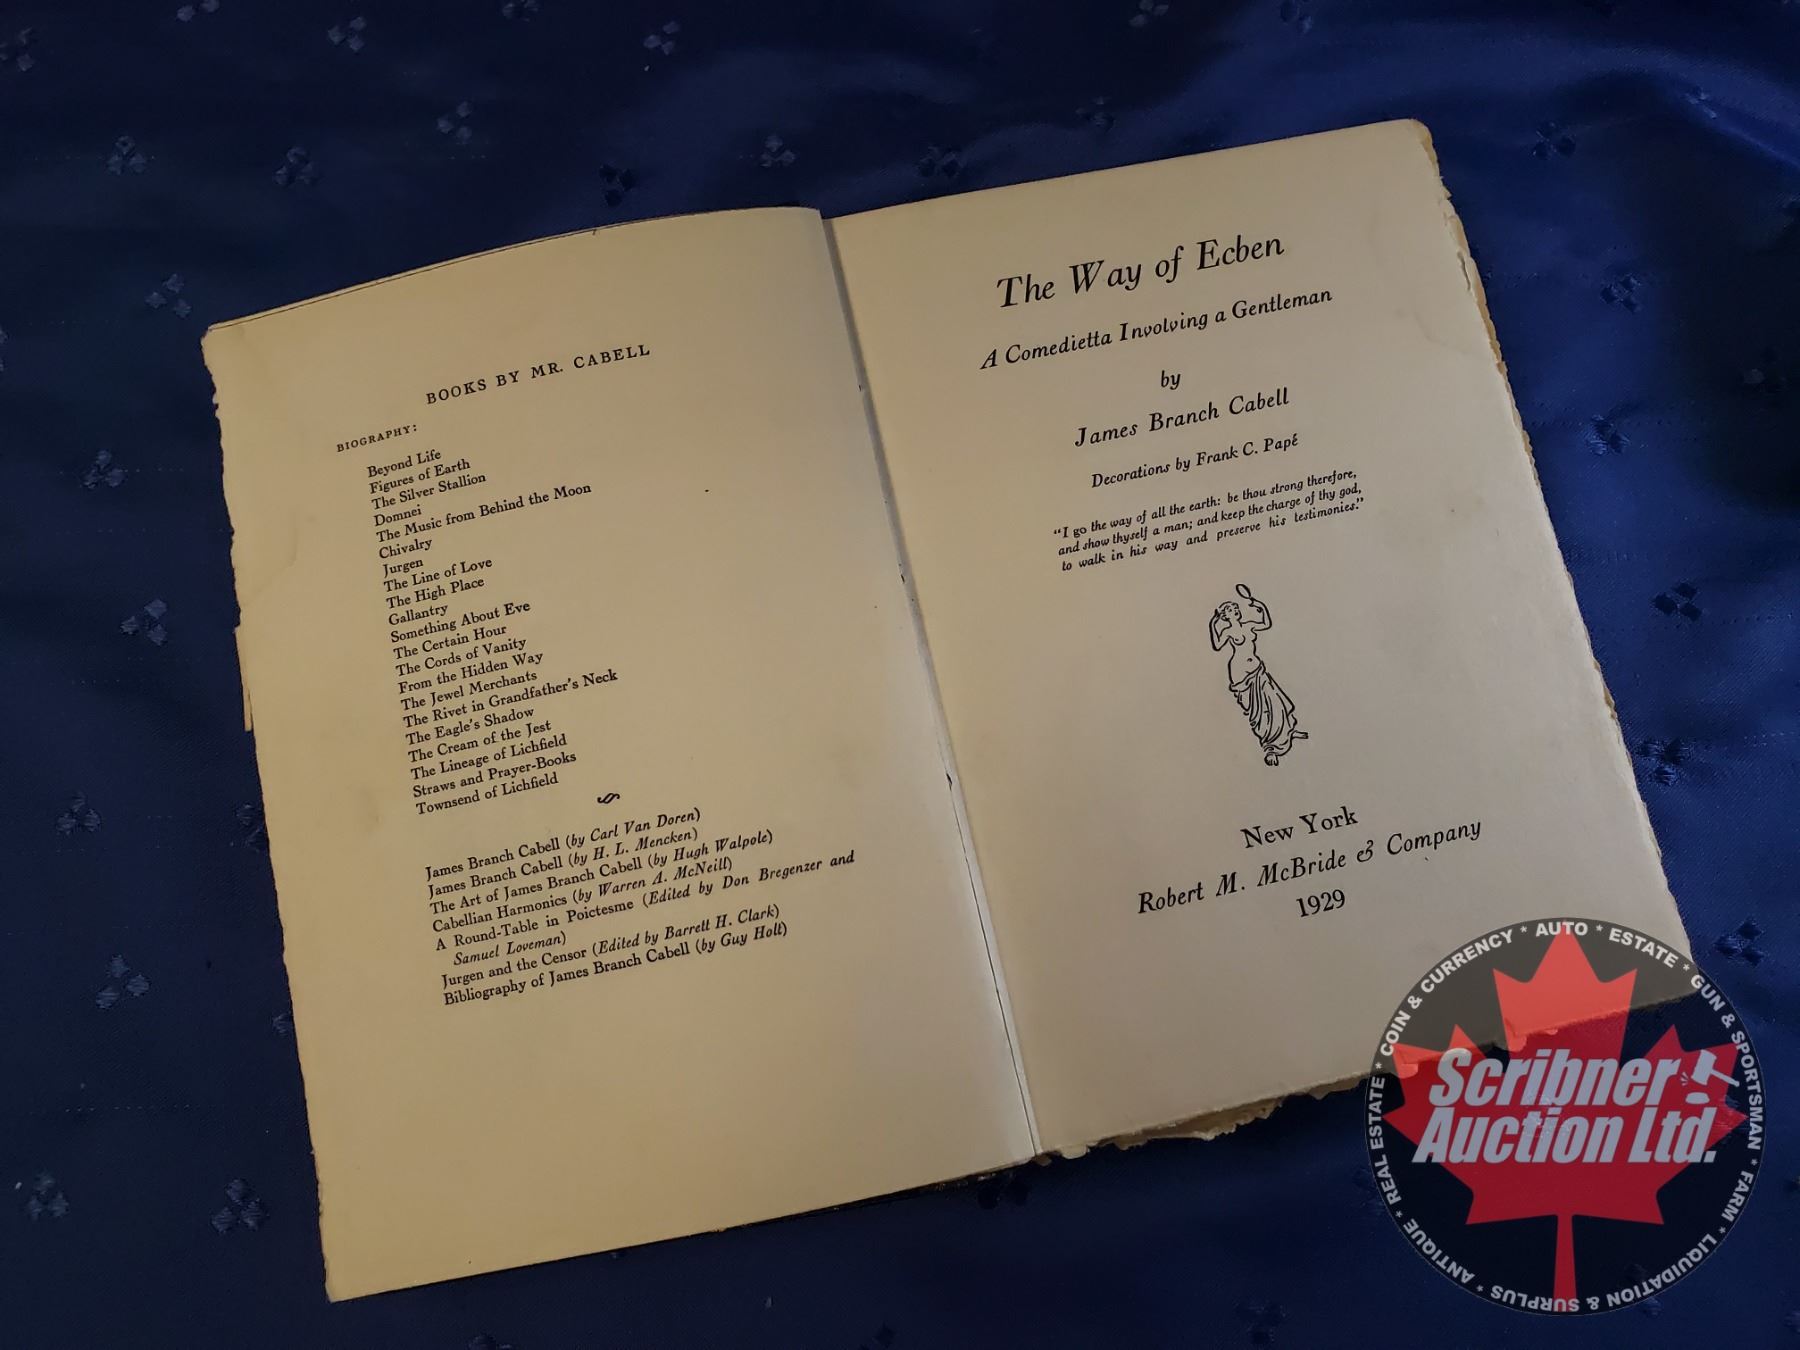 BOOKS BY MR. CABELL
BIOGRAPHY:
Beyond Life
Figures of Earth
The Silver Stallion
Domnei
The Music from Behind the Moon
Chivalry
Jurgen
The Line of Love
The High Place
Gallantry
Something About Eve
The Certain Hour
The Cords of Vanity
From the Hidden Way
The Jewel Merchants
The Rivet in Grandfather's Neck
The Eagle's Shadow
The Cream of the Jest
The Lineage of Lichfield
Straws and Prayer-Books
Townsend of Lichfield
James Branch Cabell (by Carl Van Doren)
James Branch Cabell (by H. L. Mencken)
The Art of James Branch Cabell (by Hugh Walpole)
Cabellian Harmonics (by Warren A. McNeill)
A Round-Table in Poictesme (Edited by Don Bregenzer and
Samuel Loveman)
Jurgen and the Censor (Edited by Barrett H. Clark)
Bibliography of James Branch Cabell (by Guy Holt)
The Way of Ecben
A Comedietta Involving a Gentleman
by
James Branch Cabell
Decorations by Frank C. Papé
"I go the way of all the earth: be thou strong therefore,
and show thyself a man; and keep the charge of thy god,
to walk in his way and preserve his testimonies."
New York
Robert M. McBride & Company
1929
Scribner
Auction Ltd.
ANTIQUE * REAL ESTATE * COIN & CURRENCY * AUTO * ESTATE * GUN & SPORTSMAN * FARM * LIQUIDATION & SURPLUS *